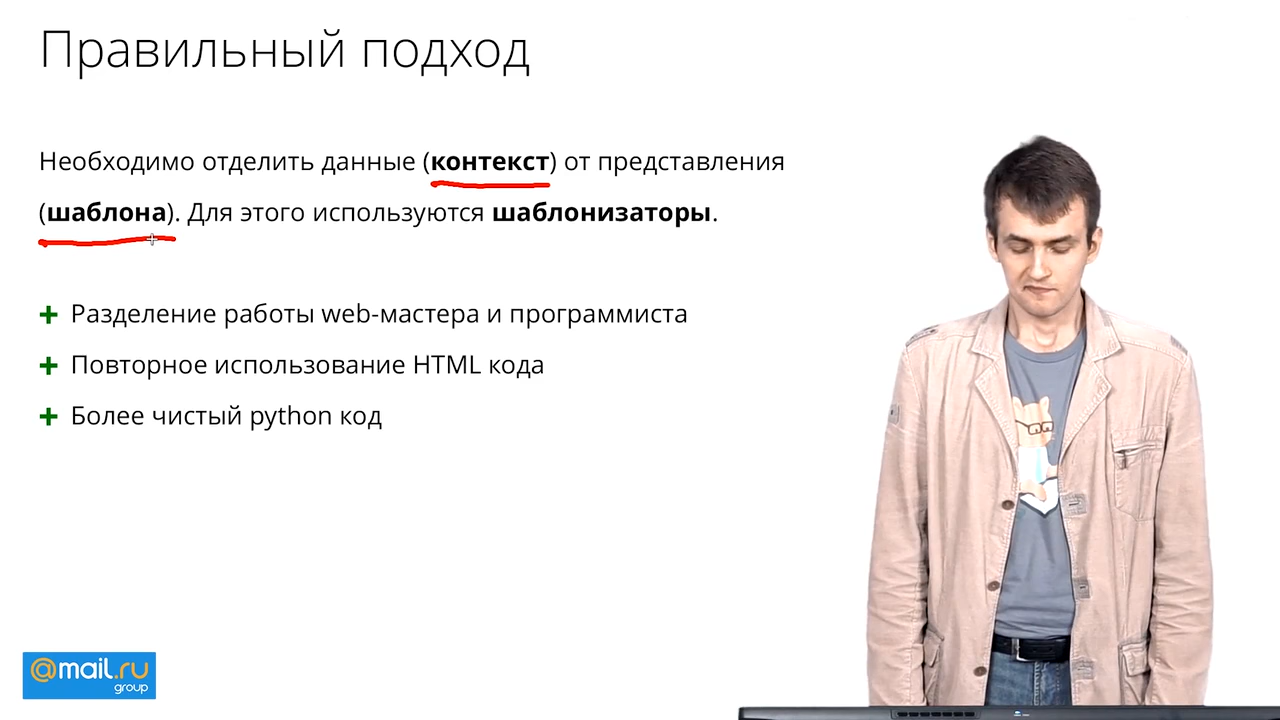 Правильный подход
Необходимо отделить данные (контекст) от представления
(шаблона). Для этого используются шаблонизаторы.
+ Разделение работы web-мастера и программиста
+ Повторное использование HTML кода
+ Более чистый python код
@mail.ru
group